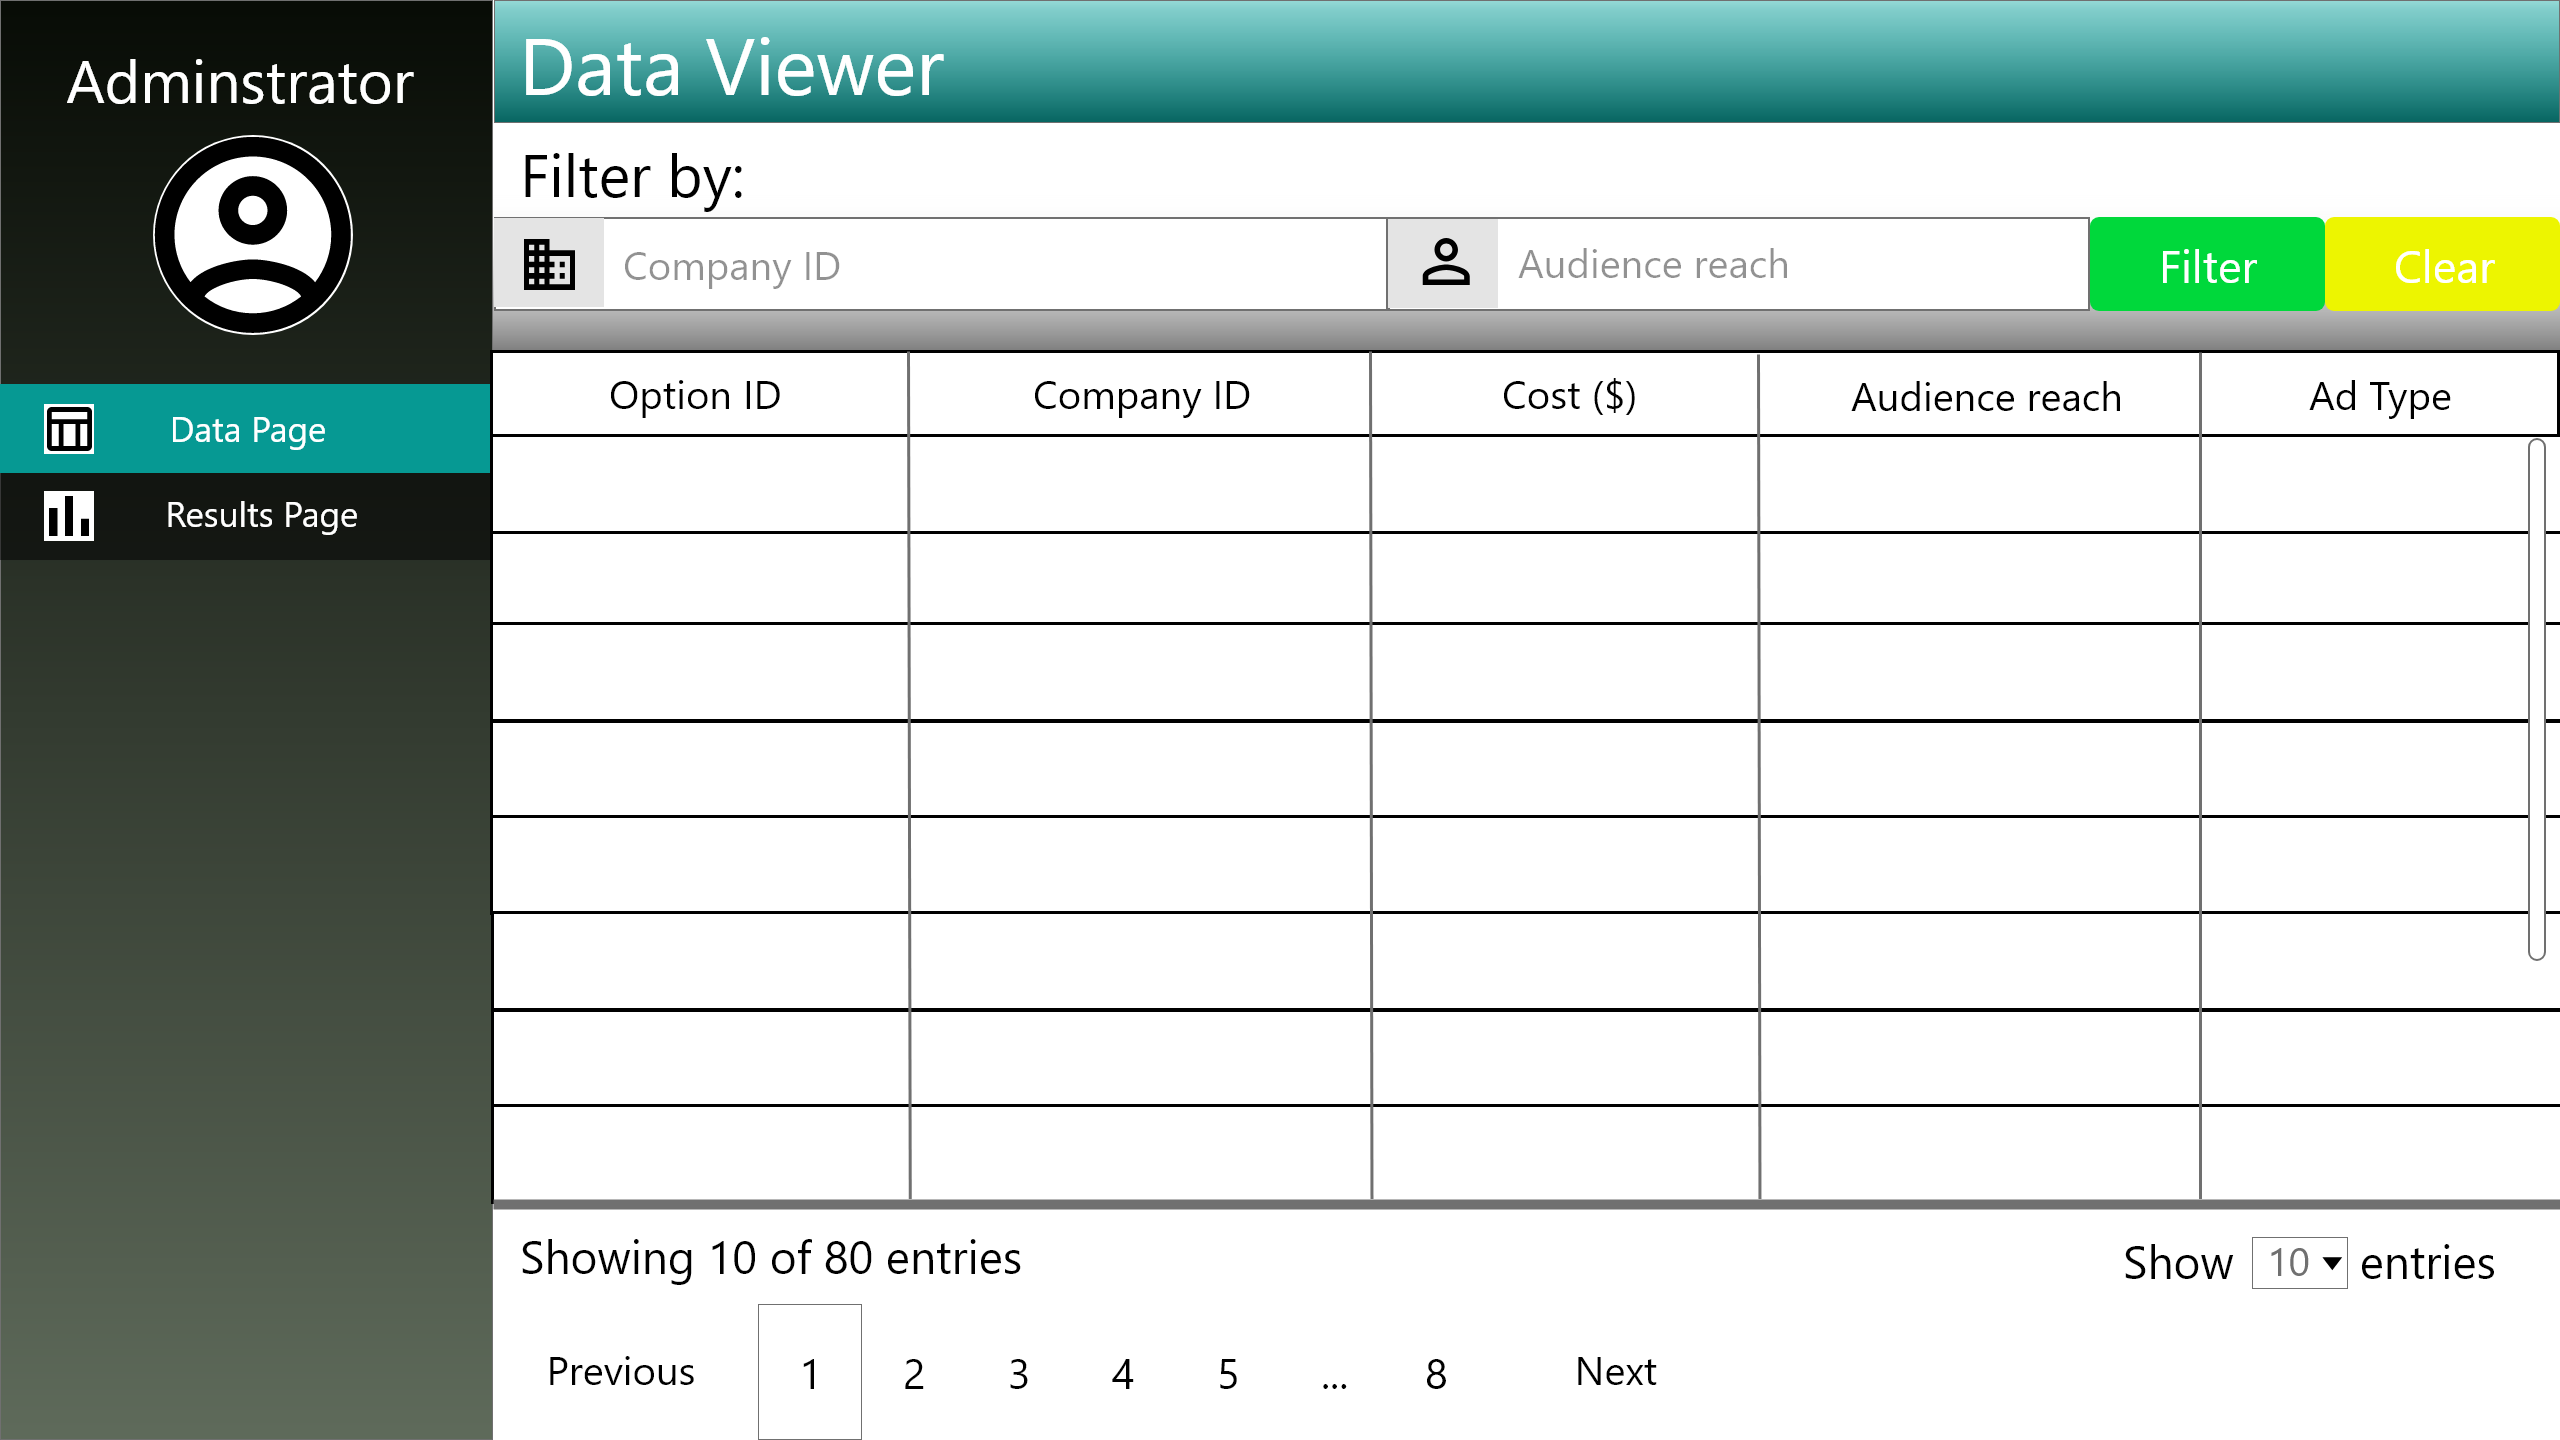 Adminstrator
Data Page
Results Page
Data Viewer
Filter by:
Company ID Audience reach Filter Clear
Option ID Company ID Cost ($) Audience reach Ad Type
Showing 10 of 80 entries Show 10 entries
Previous 1 2 3 4 5 ... 8 Next